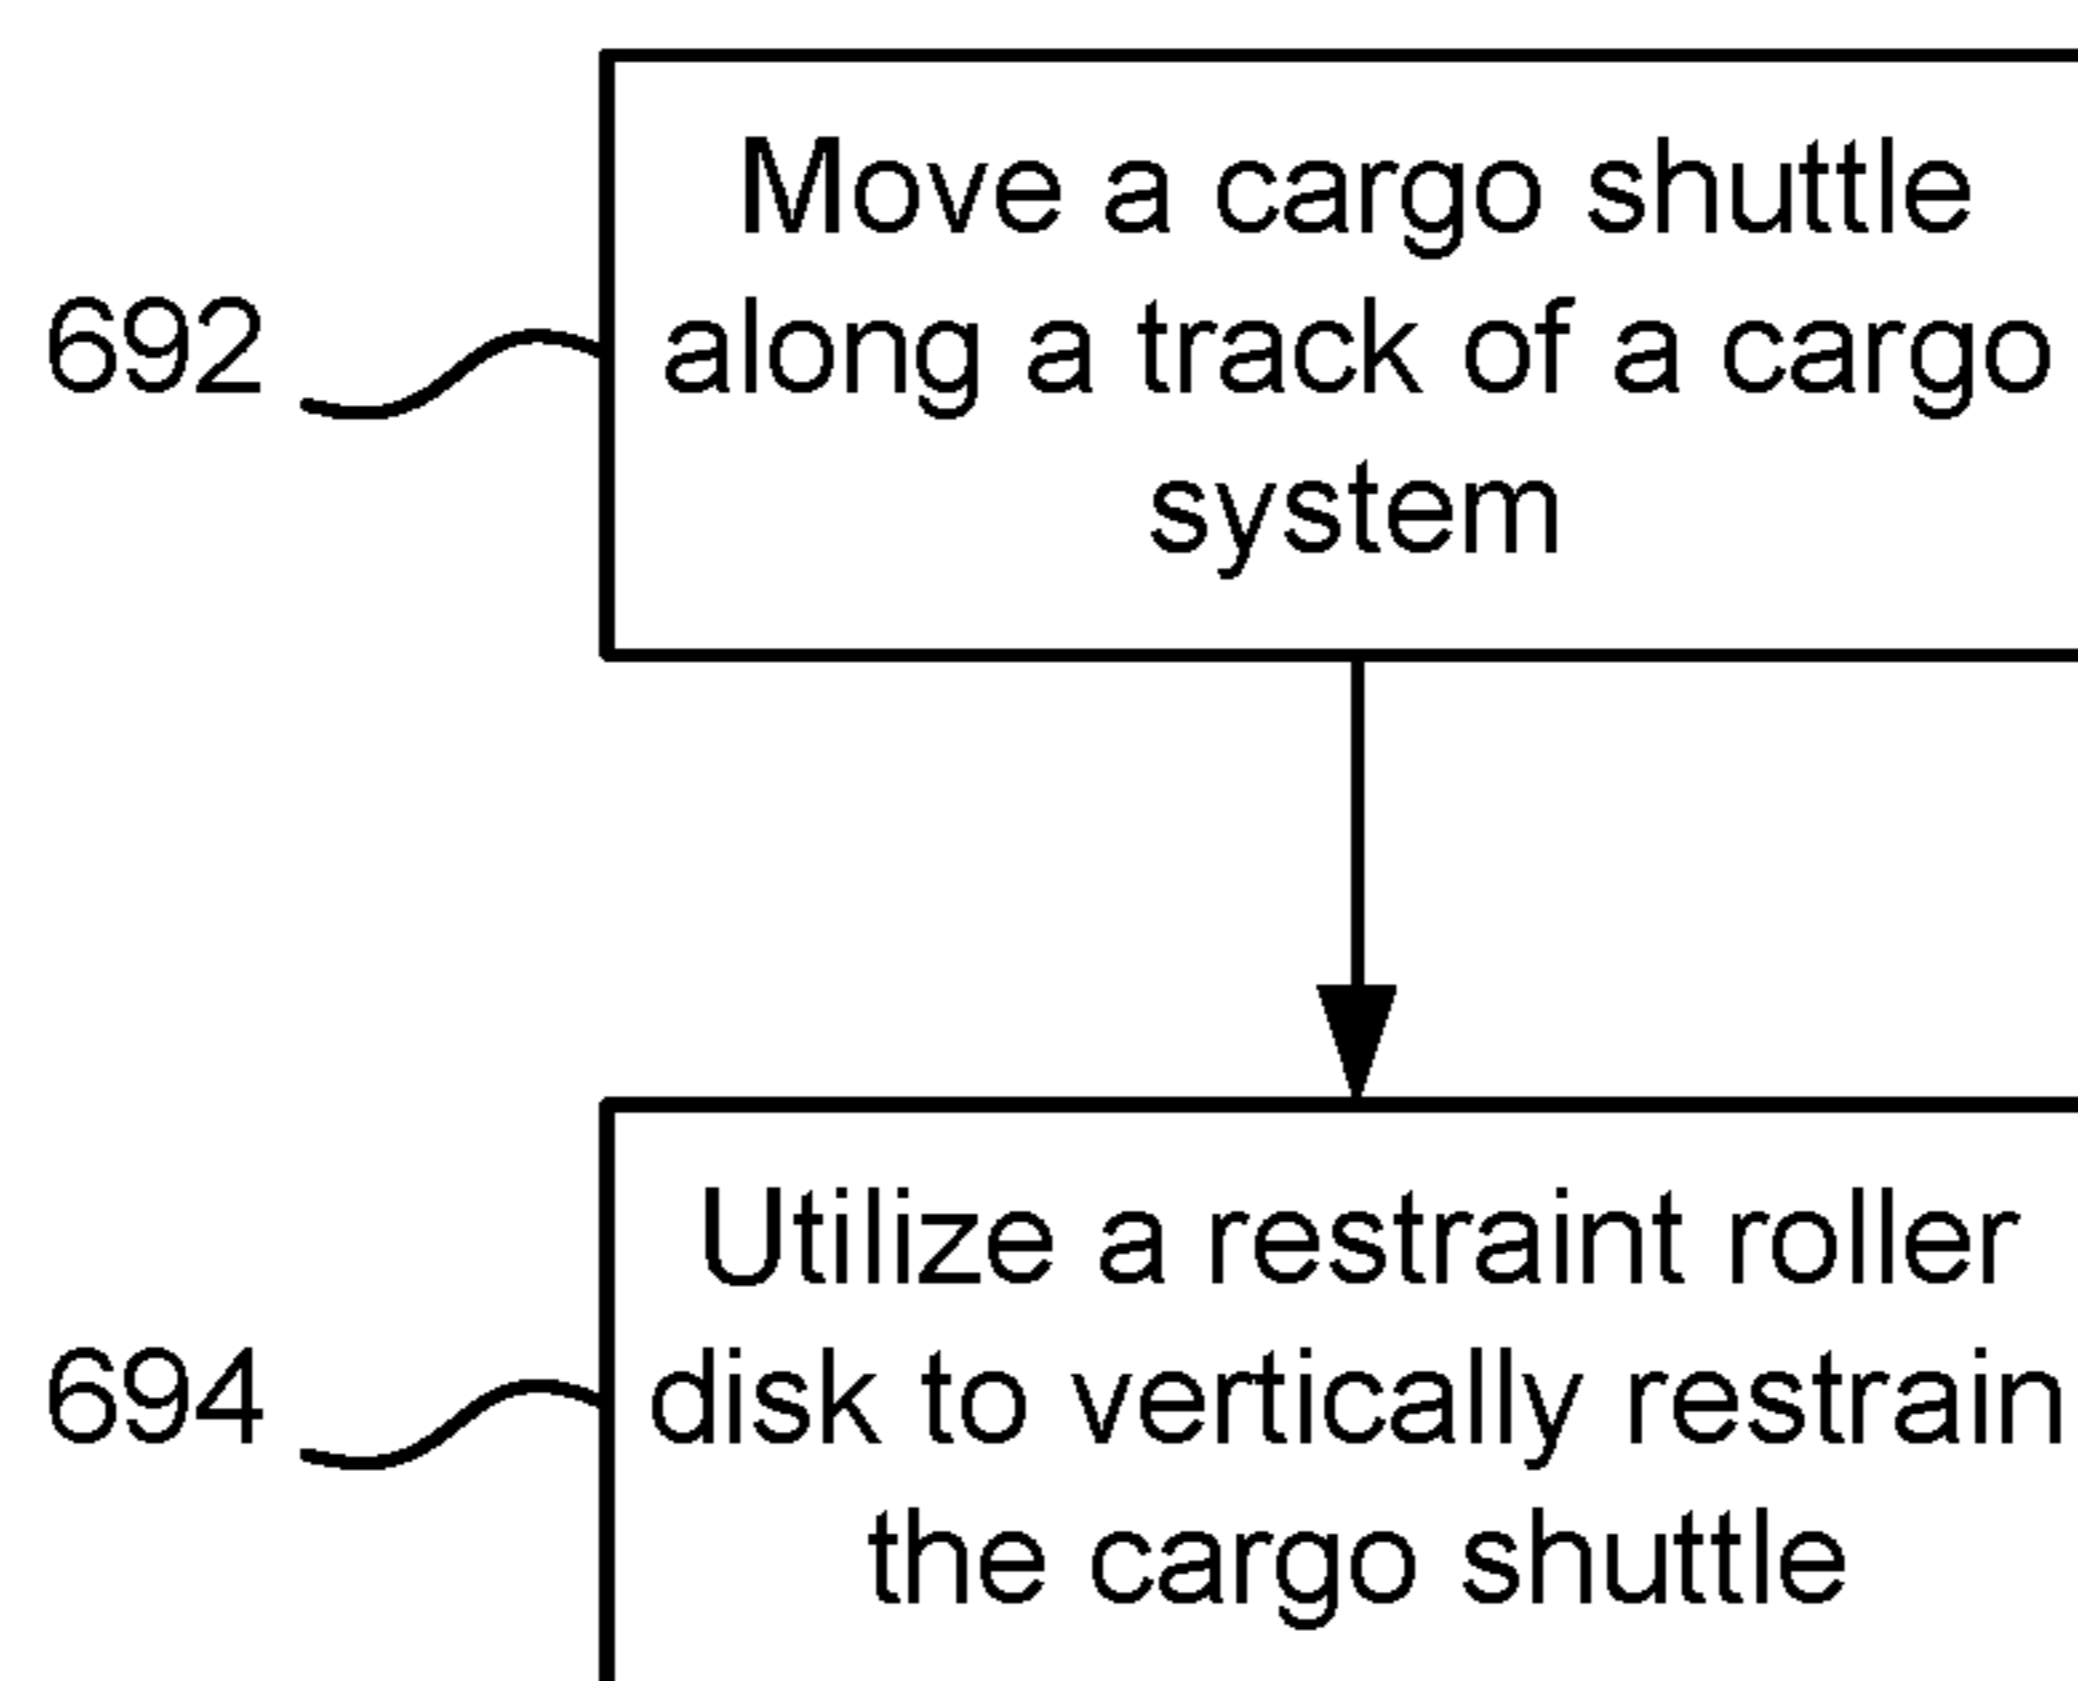 Move a cargo shuttle
692
along a track of a cargo
system
Utilize a restraint roller
694
disk to vertically restrain
the cargo shuttle